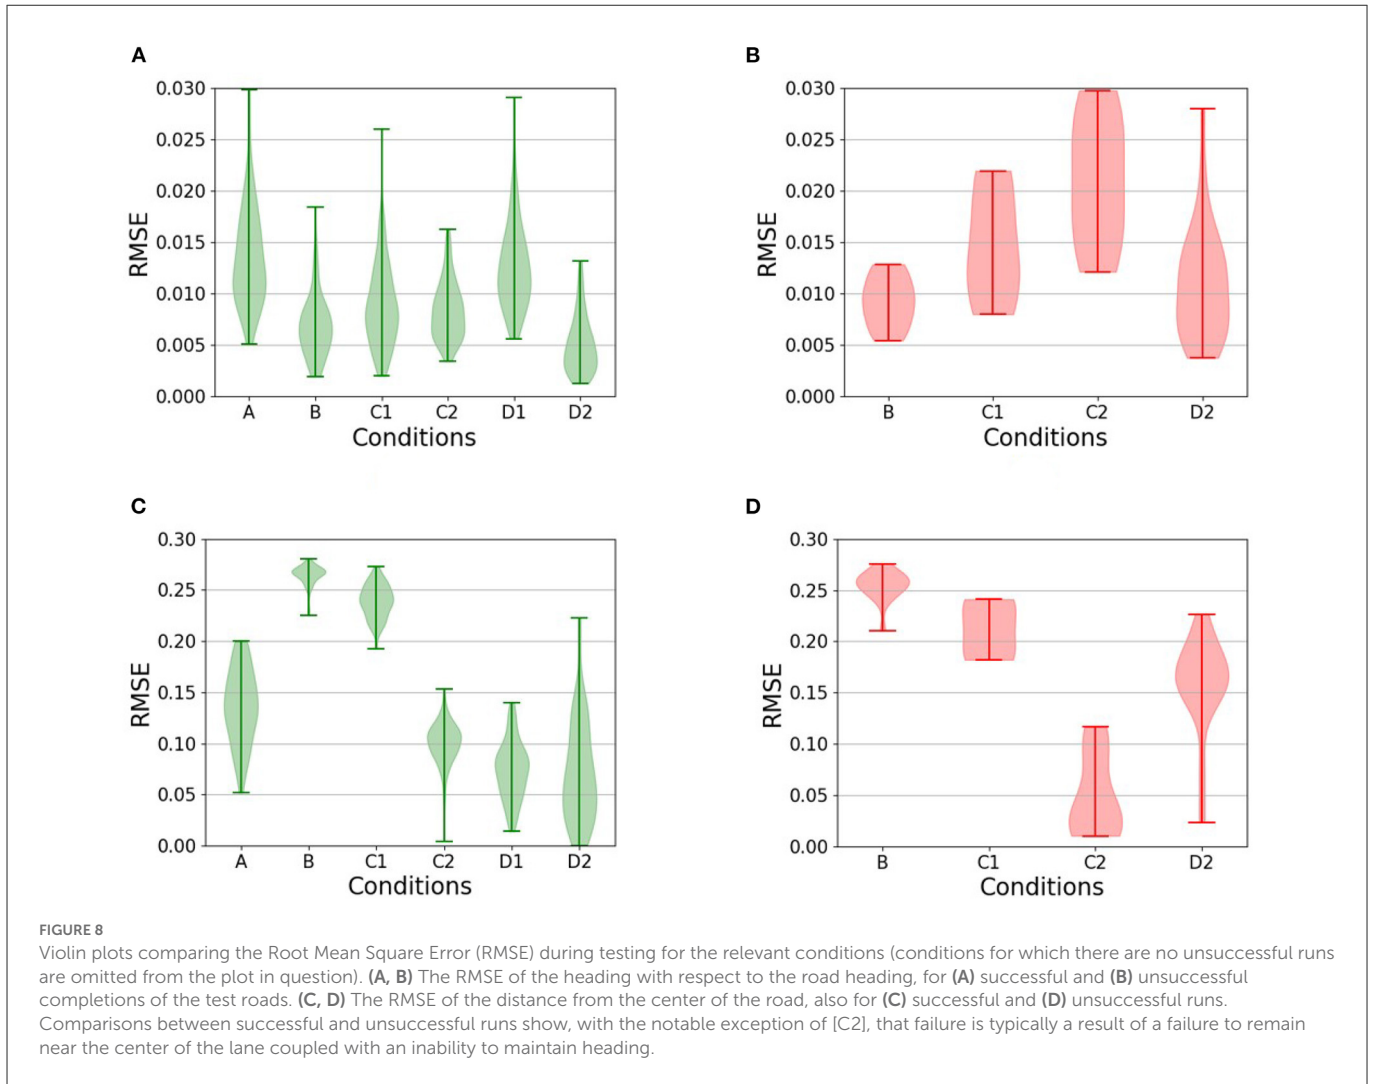 A
0.030
0.025
0.020
0.015
0.010
0.005
0.000
RMSE
A B C1 C2 D1 D2
Conditions
B
0.030
0.025
0.020
0.015
0.010
0.005
0.000
RMSE
B C1 C2 D2
Conditions
C
0.30
0.25
0.20
0.15
0.10
0.05
0.00
RMSE
A B C1 C2 D1 D2
Conditions
D
0.30
0.25
0.20
0.15
0.10
0.05
0.00
RMSE
B C1 C2 D2
Conditions
FIGURE 8
Violin plots comparing the Root Mean Square Error (RMSE) during testing for the relevant conditions (conditions for which there are no unsuccessful runs
are omitted from the plot in question). (A, B) The RMSE of the heading with respect to the road heading, for (A) successful and (B) unsuccessful
completions of the test roads. (C, D) The RMSE of the distance from the center of the road, also for (C) successful and (D) unsuccessful runs.
Comparisons between successful and unsuccessful runs show, with the notable exception of [C2], that failure is typically a result of a failure to remain
near the center of the lane coupled with an inability to maintain heading.